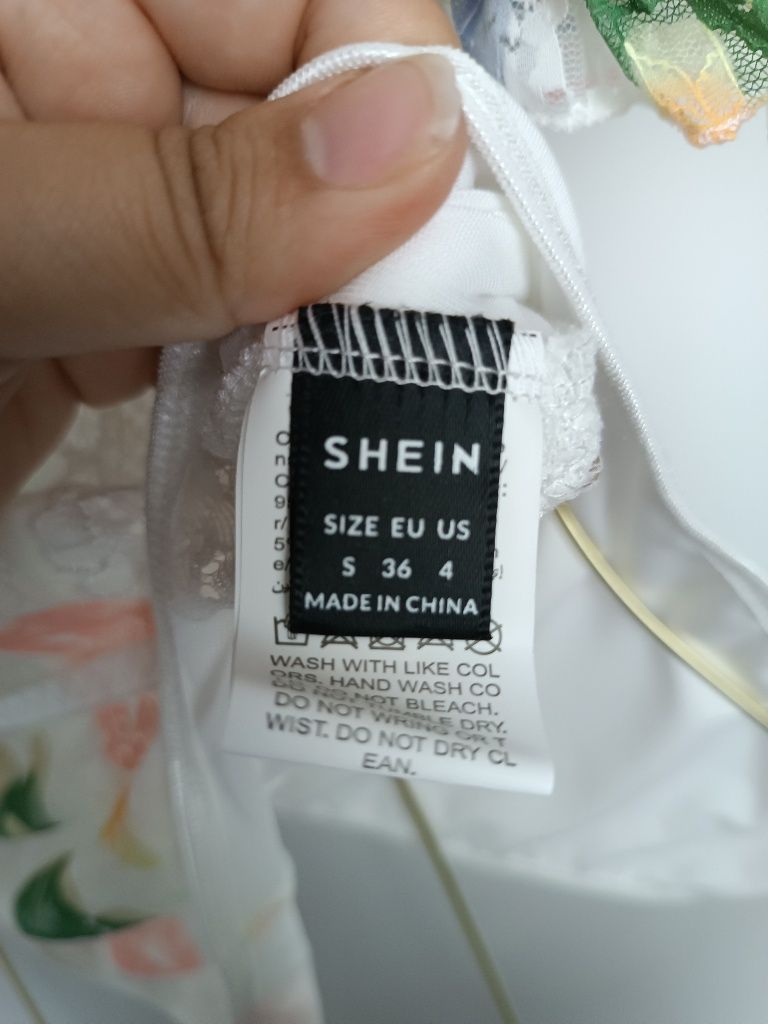 SHEIN
SIZE EU US
S 36 4
MADE IN CHINA
WASH WITH LIKE COL
ORS. HAND WASH CO
NOT BLEACH.
DRY.
DO NOT WRING OR T
WIST. DO NOT DRY CL
EAN.